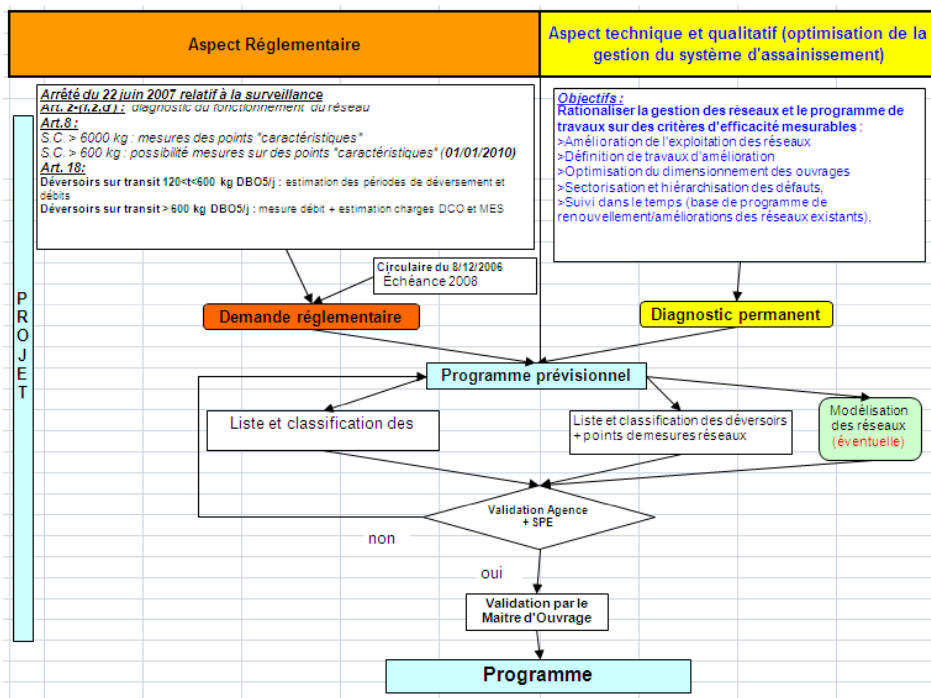 Aspect Réglementaire
Aspect technique et qualitatif (optimisation de la
gestion du système d'assainissement)
Arrêté du 22 juin 2007 relatif à la surveillance
Art. 2-(1,2,d) : diagnostic du fonctionnement du réseau
Art.8 :
S.C. > 6000 kg : mesures des points "caractéristiques"
S.C. > 600 kg : possibilité mesures sur des points "caractéristiques" (01/01/2010)
Art. 18:
Déversoirs sur transit 120<t<600 kg DBO5/j : estimation des périodes de déversement et
débits
Déversoirs sur transit > 600 kg DBO5/j : mesure débit + estimation charges DCO et MES
Objectifs :
Rationaliser la gestion des réseaux et le programme de
travaux sur des critères d'efficacité mesurables :
>Amélioration de l'exploitation des réseaux
>Définition de travaux d'amélioration
>Optimisation du dimensionnement des ouvrages
>Sectorisation et hiérarchisation des défauts,
>Suivi dans le temps (base de programme de
renouvellement/améliorations des réseaux existants),
Circulaire du 8/12/2006
Échéance 2008
PROJET
Demande réglementaire
Diagnostic permanent
Programme prévisionnel
Liste et classification des
Liste et classification des déversoirs
+ points de mesures réseaux
Modélisation
des réseaux
(éventuelle)
Validation Agence
+ SPE
non
oui
Validation par le
Maitre d'Ouvrage
Programme